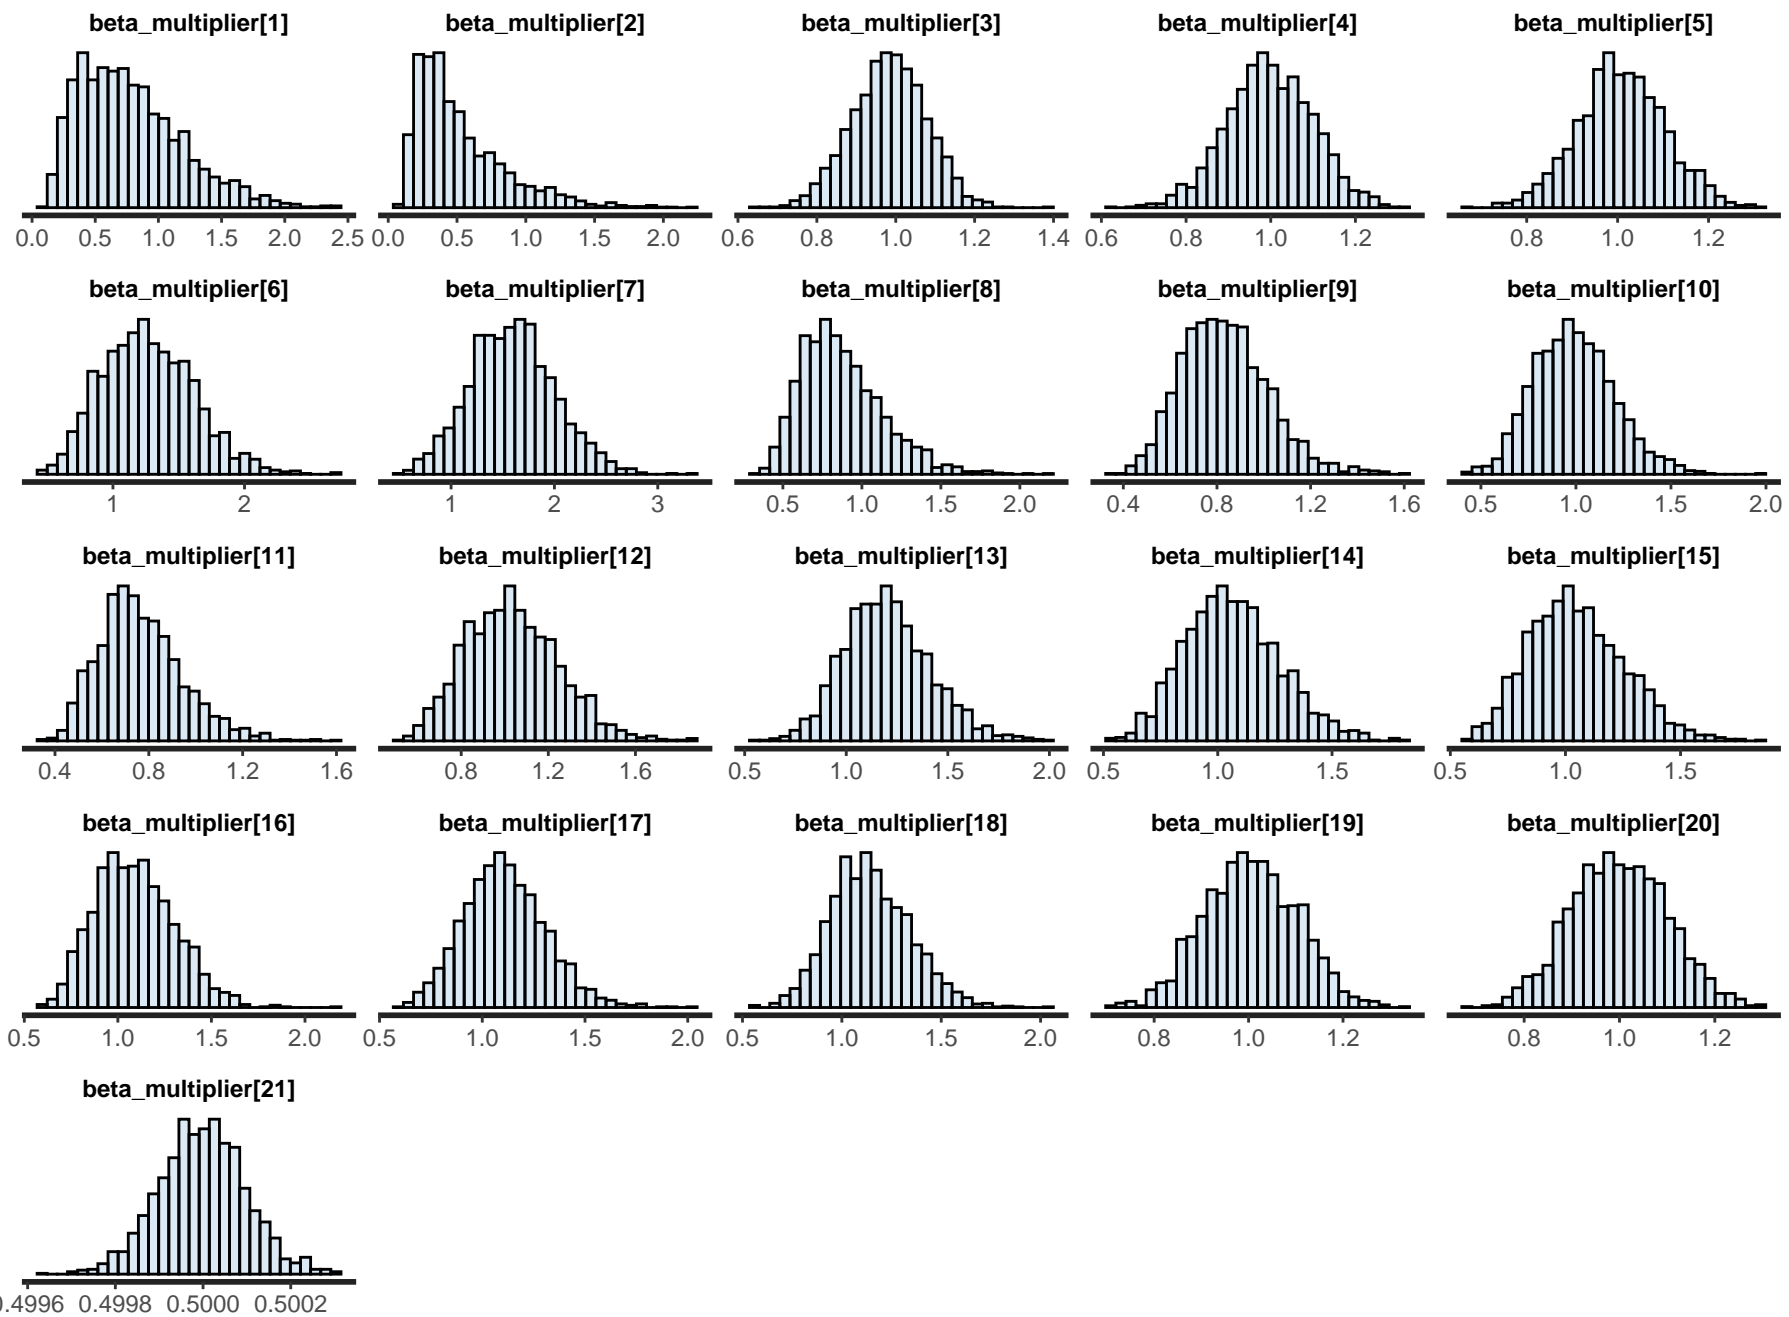 beta_multiplier[1] beta_multiplier[2] beta_multiplier[3] beta_multiplier[4] beta_multiplier[5]
0.0 0.5 1.0 1.5 2.0 2.5 0.0 0.5 1.0 1.5 2.0 0.6 0.8 1.0 1.2 1.4 0.6 0.8 1.0 1.2 0.8 1.0 1.2
beta_multiplier[6] beta_multiplier[7] beta_multiplier[8] beta_multiplier[9] beta_multiplier[10]
1 2 1 2 3 0.5 1.0 1.5 2.0 0.4 0.8 1.2 1.6 0.5 1.0 1.5 2.0
beta_multiplier[11] beta_multiplier[12] beta_multiplier[13] beta_multiplier[14] beta_multiplier[15]
0.4 0.8 1.2 1.6 0.8 1.2 1.6 0.5 1.0 1.5 2.0 0.5 1.0 1.5 0.5 1.0 1.5
beta_multiplier[16] beta_multiplier[17] beta_multiplier[18] beta_multiplier[19] beta_multiplier[20]
0.5 1.0 1.5 2.0 0.5 1.0 1.5 2.0 0.5 1.0 1.5 2.0 0.8 1.0 1.2 0.8 1.0 1.2
beta_multiplier[21]
0.4996 0.4998 0.5000 0.5002